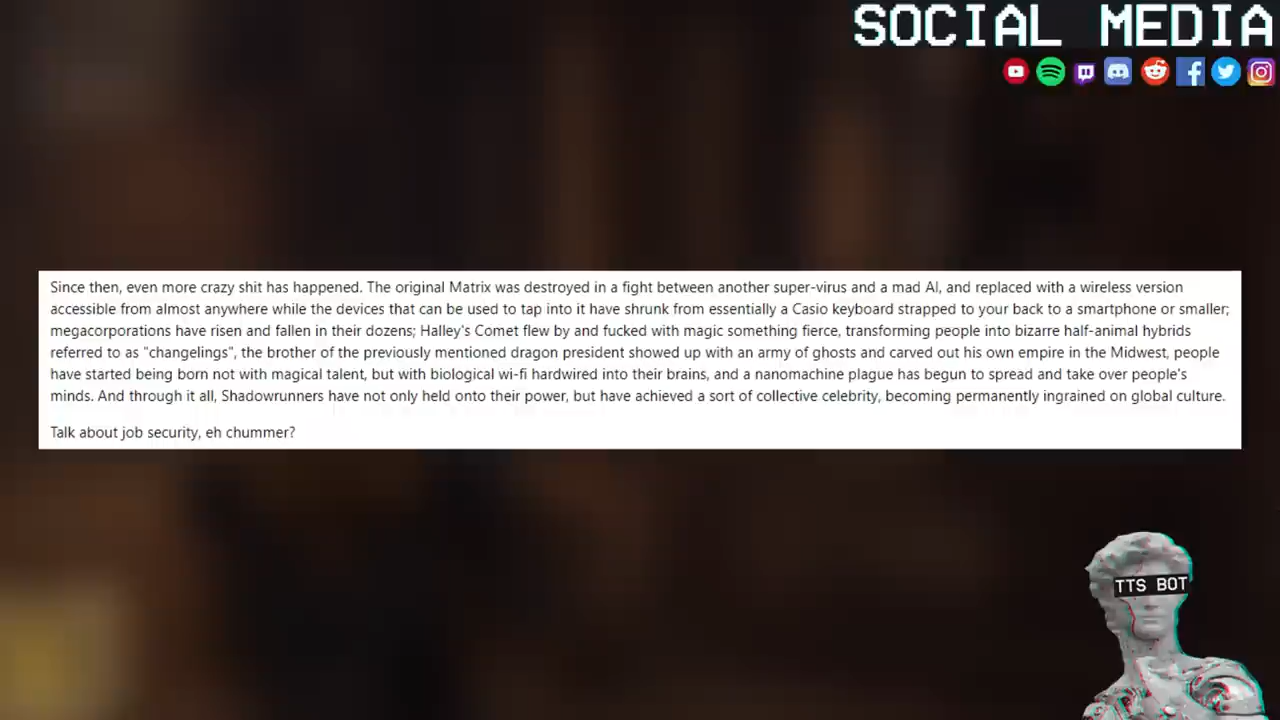 SOCIAL MEDIA
Since then, even more crazy shit has happened. The original Matrix was destroyed in a fight between another super-virus and a mad AI, and replaced with a wireless version
accessible from almost anywhere while the devices that can be used to tap into it have shrunk from essentially a Casio keyboard strapped to your back to a smartphone or smaller;
megacorporations have risen and fallen in their dozens; Halley's Comet flew by and fucked with magic something fierce, transforming people into bizarre half-animal hybrids
referred to as "changelings", the brother of the previously mentioned dragon president showed up with an army of ghosts and carved out his own empire in the Midwest, people
have started being born not with magical talent, but with biological wi-fi hardwired into their brains, and a nanomachine plague has begun to spread and take over people's
minds. And through it all, Shadowrunners have not only held onto their power, but have achieved a sort of collective celebrity, becoming permanently ingrained on global culture.
Talk about job security, eh chummer?
TTS BOT